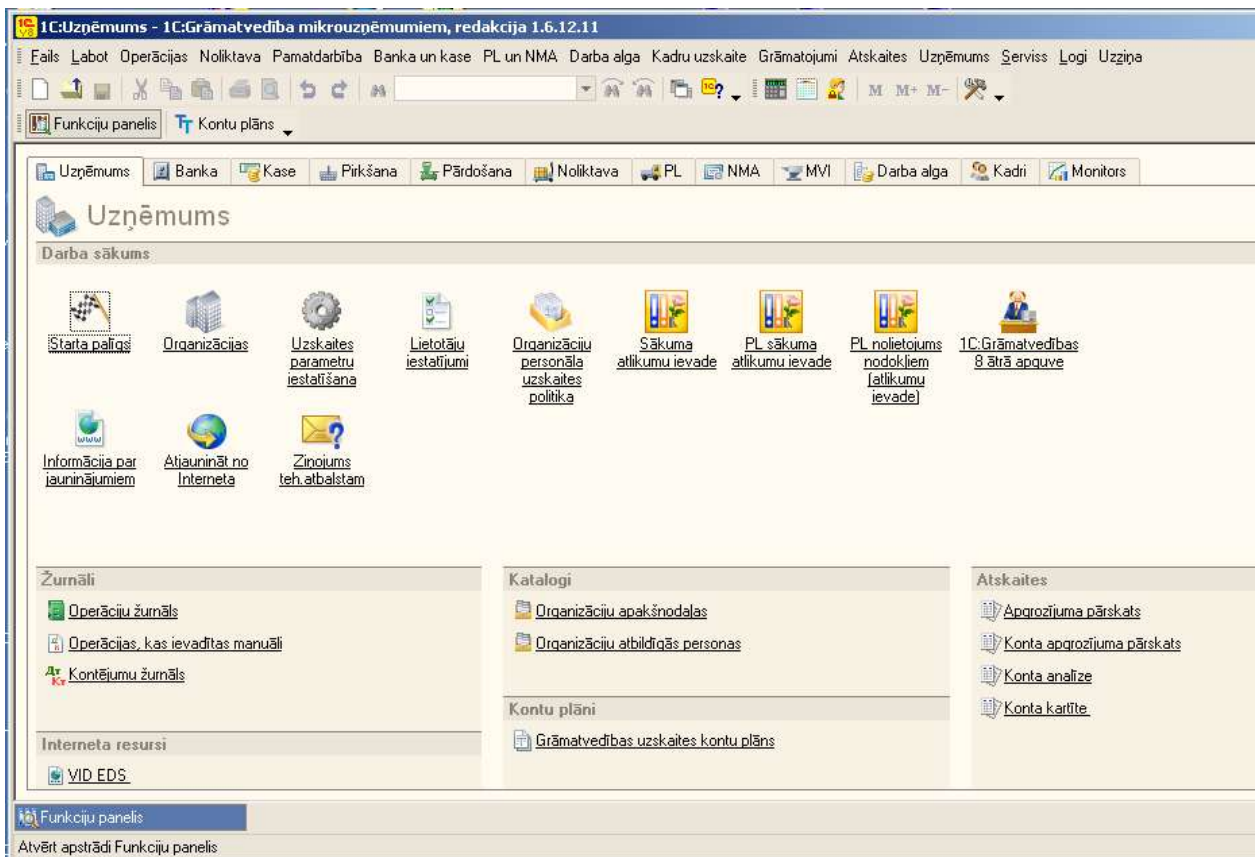 1C:Uzņēmums - 1C:Grāmatvedība mikrouzņēmumiem, redakcija 1.6.12.11
Fails Labot Operācijas Noliktava Pamatdarbība Banka un kase PL un NMA Darba alga Kadru uzskaite Grāmatojumi Atskaites Uzņēmums Serviss Logi Uzziņa
M M+ M-
Funkciju panelis Kontu plāns
Uzņēmums Banka Kase Pirkšana Pārdošana Noliktava PL NMA MVI Darba alga Kadri Monitors
Uzņēmums
Darba sākums
Starta palīgs Organizācijas Uzskaites Lietotāju Organizāciju Sākuma PL sākuma PL nolietojums 1C:Grāmatvedības
parametru iestatījumi personāla atlikumu ievade atlikumu ievade nodokļiem 8 ātrā apguve
iestatīšana uzskaites (atlikumu
politika ievade)
www
Informācija par Atjaunināt no Ziņojums
jauninājumiem Interneta teh.atbalstam
Žurnāli Katalogi Atskaites
Operāciju žurnāls Organizāciju apakšnodaļas Apgrozījuma pārskats
Operācijas, kas ievadītas manuāli Organizāciju atbildīgās personas Konta apgrozījuma pārskats
Дт Кт Kontējumu žurnāls Konta analīze
Kontu plāni Konta kartīte
Interneta resursi Grāmatvedības uzskaites kontu plāns
VID EDS
Funkciju panelis
Atvērt apstrādi Funkciju panelis